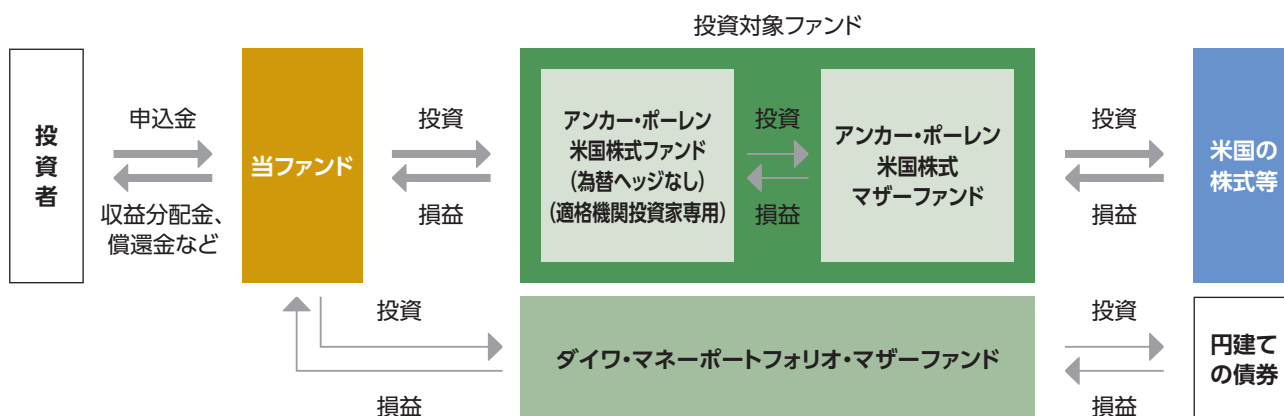 投資対象ファンド
投資者
申込金
収益分配金、
償還金など
当ファンド
投資
損益
アンカー・ポーレン
米国株式ファンド
(為替ヘッジなし)
(適格機関投資家専用)
投資
損益
アンカー・ポーレン
米国株式
マザーファンド
投資
損益
米国の
株式等
投資
損益
ダイワ・マネーポートフォリオ・マザーファンド
投資
損益
円建て
の債券